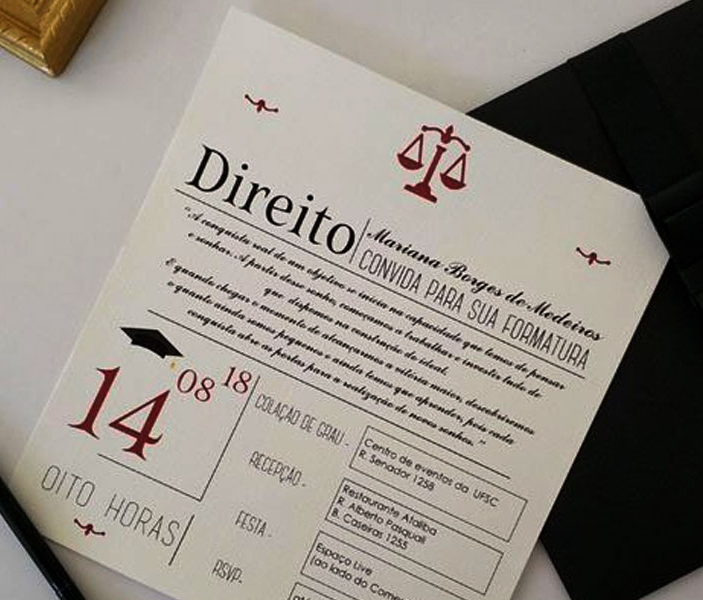 Direito
Mariana Borges de Medeiros
CONVIDA PARA SUA FORMATURA
"A conquista real de um objetivo se inicia na capacidade que temos de pensar
e sonhar. A partir desse sonho, começamos a trabalhar e investir tudo do
que dispomos na construção do ideal.
E quando chegar o momento de alcançarmos a vitória maior, descobriremos
o quanto ainda somos pequenos e ainda temos que aprender, pois cada
conquista abre as portas para a realização de novos sonhos."
14 08 18
OITO HORAS
COLAÇÃO DE GRAU -
Centro de eventos da UFSC
R. Senador 1258
RECEPÇÃO -
Restaurante Ataliba
R. Alberto Pasquali
B. Caseiras 1255
FESTA -
Espaço Live
(ao lado do
RSVP.
até